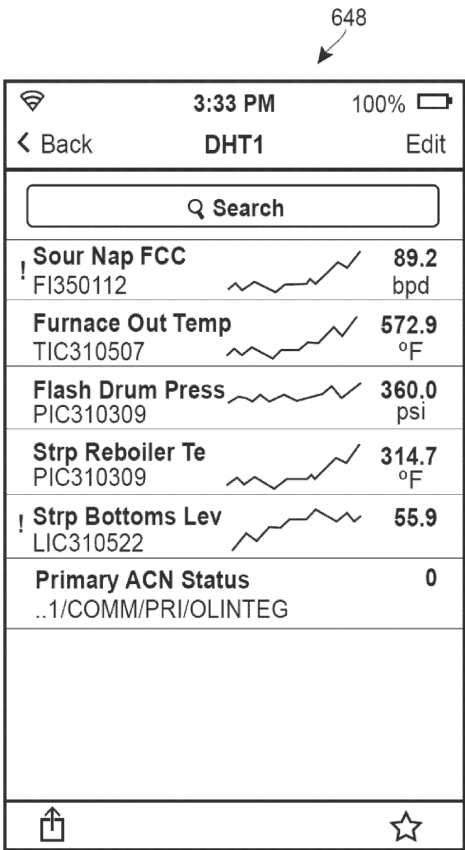 648
3:33 PM 100%
< Back DHT1 Edit
Search
! Sour Nap FCC 89.2
FI350112 bpd
Furnace Out Temp 572.9
TIC310507 ºF
Flash Drum Press 360.0
PIC310309 psi
Strp Reboiler Te 314.7
PIC310309 ºF
! Strp Bottoms Lev 55.9
LIC310522
Primary ACN Status 0
..1/COMM/PRI/OLINTEG